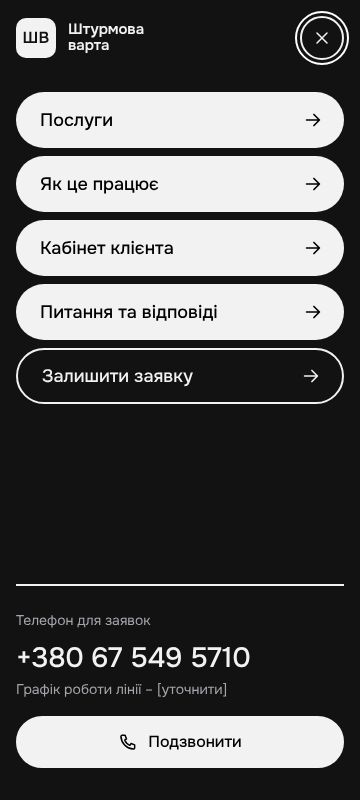 ШВ
Штурмова
варта
Послуги
Як це працює
Кабінет клієнта
Питання та відповіді
Залишити заявку
Телефон для заявок
+380 67 549 5710
Графік роботи лінії – [уточнити]
Подзвонити